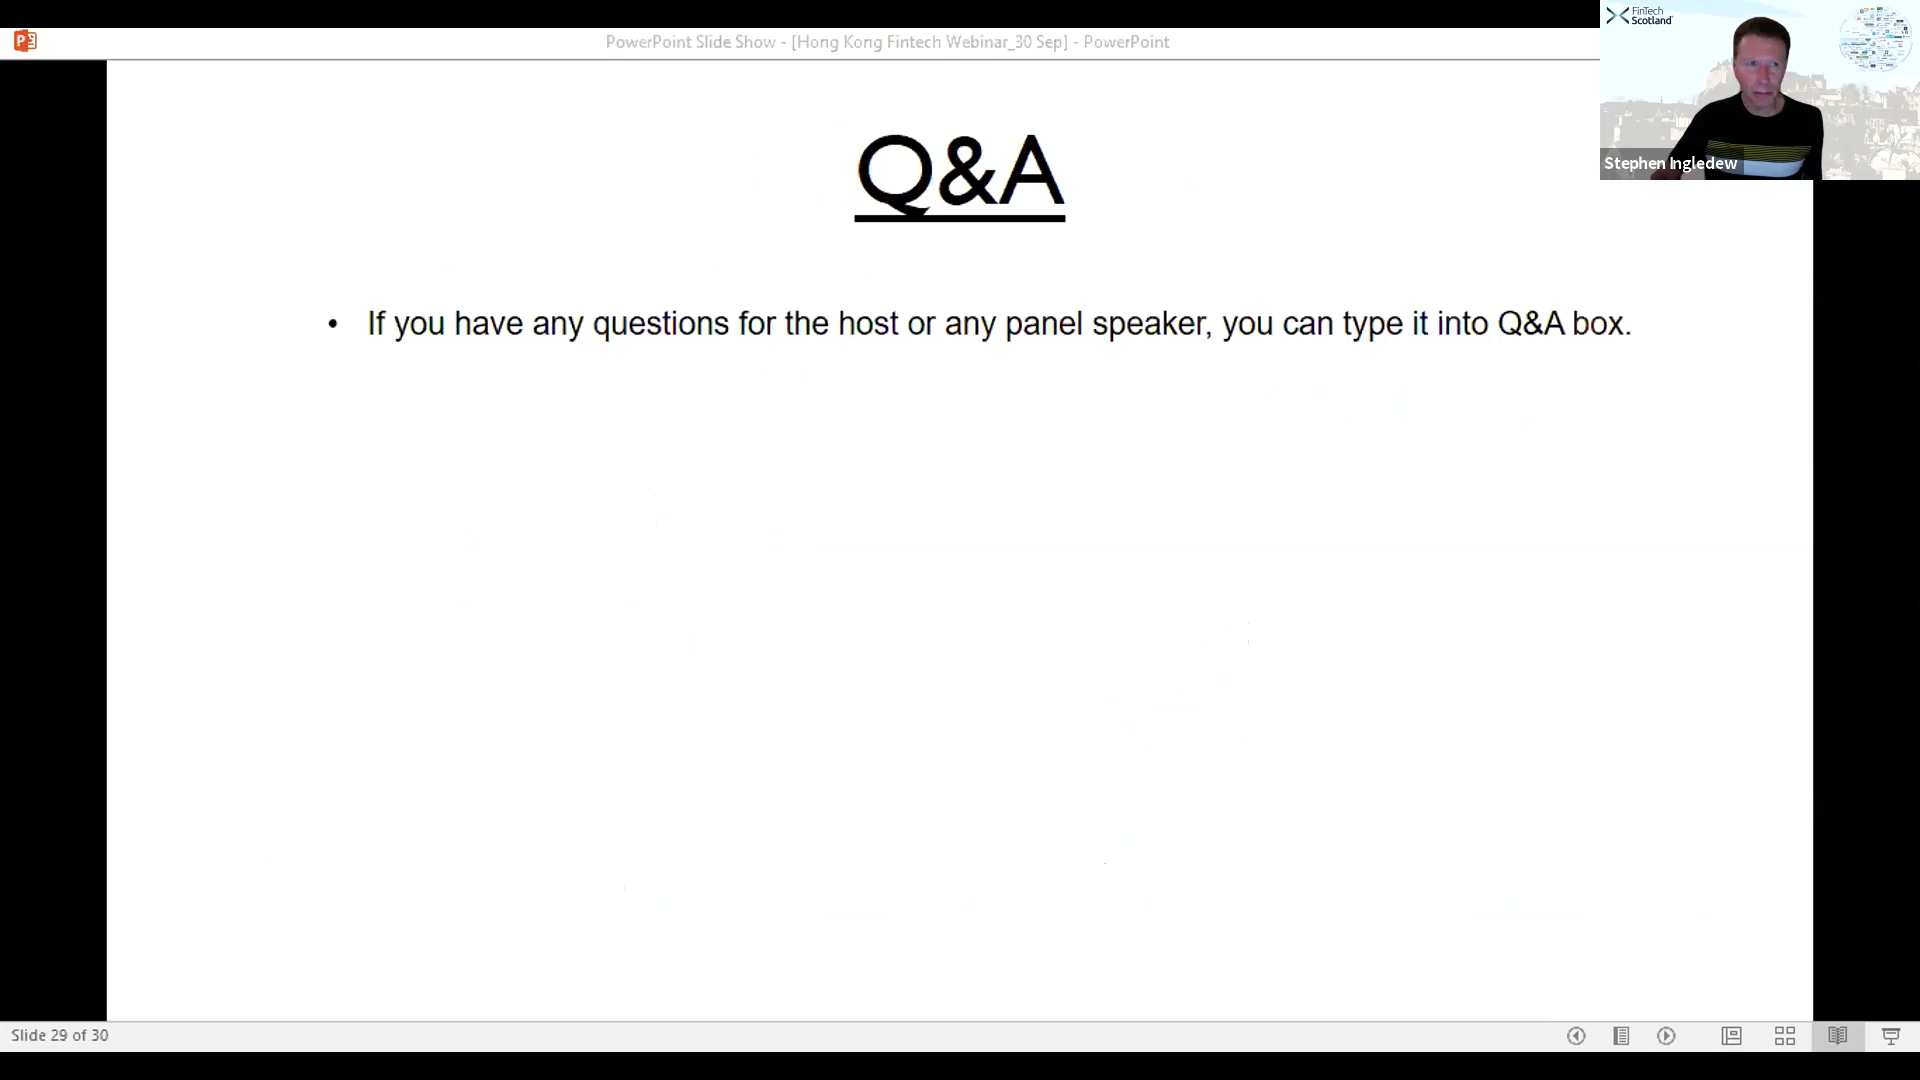 PowerPoint Slide Show - [Hong Kong Fintech Webinar_30 Sep] - PowerPoint
FinTech
Scotland
Stephen Ingledew
Q&A
• If you have any questions for the host or any panel speaker, you can type it into Q&A box.
Slide 29 of 30